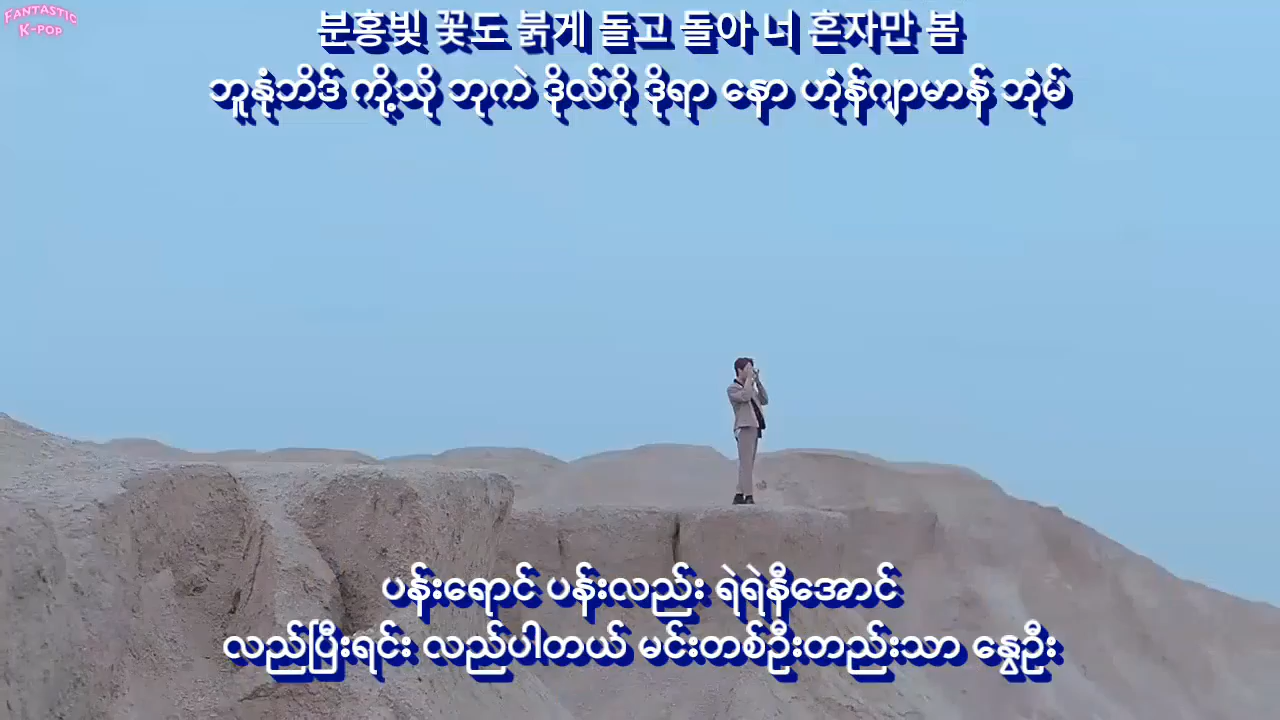 FANTASTIC
K-POP
분홍빛 꽃도 붉게 돌고 돌아 너 혼자만 봄
ဘူနုံဘိဒ် ကို့သို ဘုကဲ ဒိုလ်ဂို ဒိုရာ နော ဟုံန်ဂျာမာန် ဘုံမ်
ပန်းရောင် ပန်းလည်း ရဲရဲနီအောင်
လည်ပြီးရင်း လည်ပါတယ် မင်းတစ်ဦးတည်းသာ နွေဦး